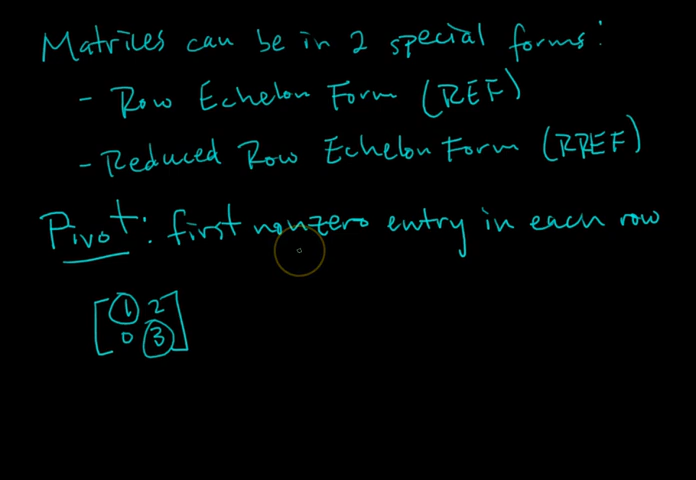 Matrices can be in 2 special forms:
- Row Echelon Form (REF)
- Reduced Row Echelon Form (RREF)
Pivot: first nonzero entry in each row
[1 2
0 3]